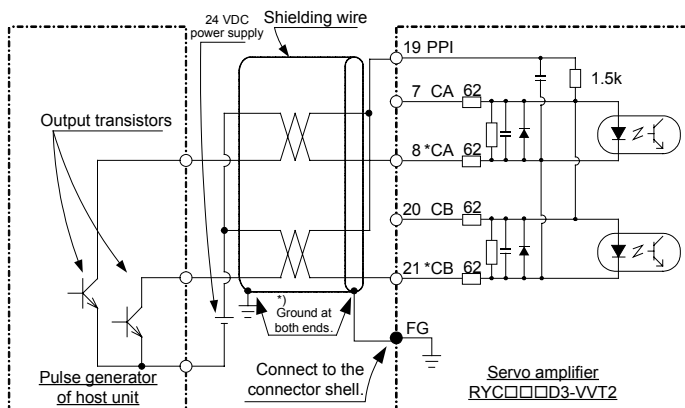 24 VDC
power supply
Shielding wire
19 PPI
1.5k
7 CA 62
Output transistors
8 *CA 62
20 CB 62
21 *CB 62
*)
Ground at
both ends.
FG
Connect to the
connector shell.
Pulse generator
of host unit
Servo amplifier
RYC□□□D3-VVT2